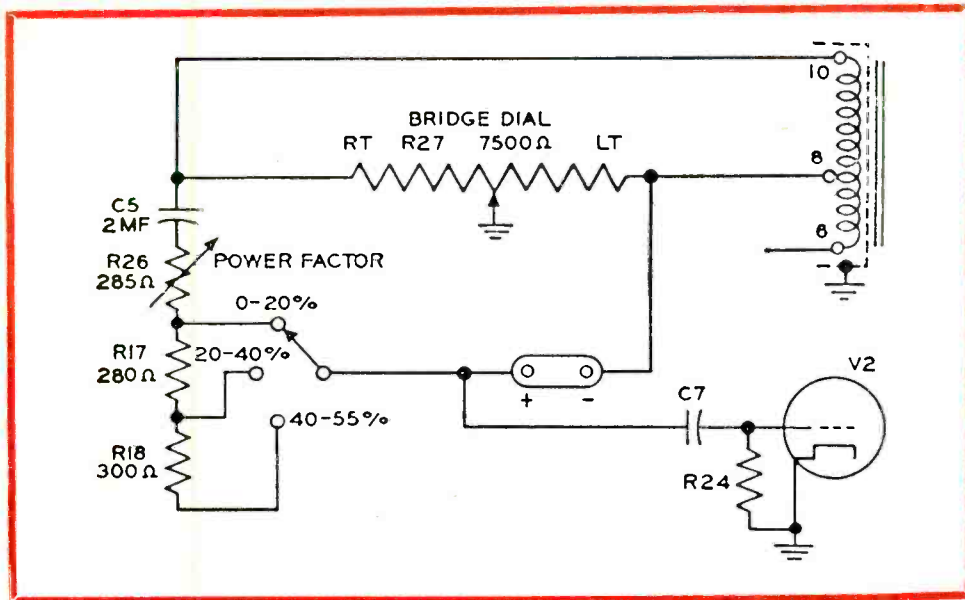 10
BRIDGE DIAL
RT R27 7500Ω LT
8
C5
2MF
6
R26
285Ω
POWER FACTOR
0-20%
R17
280Ω
20-40%
V2
+ -
C7
40-55%
R18
300Ω
R24